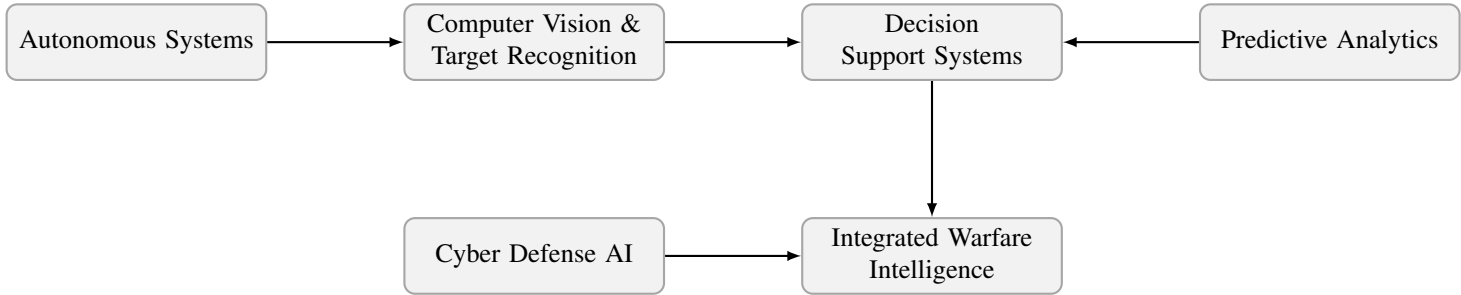 Autonomous Systems
Computer Vision &
Target Recognition
Decision
Support Systems
Predictive Analytics
Cyber Defense AI
Integrated Warfare
Intelligence